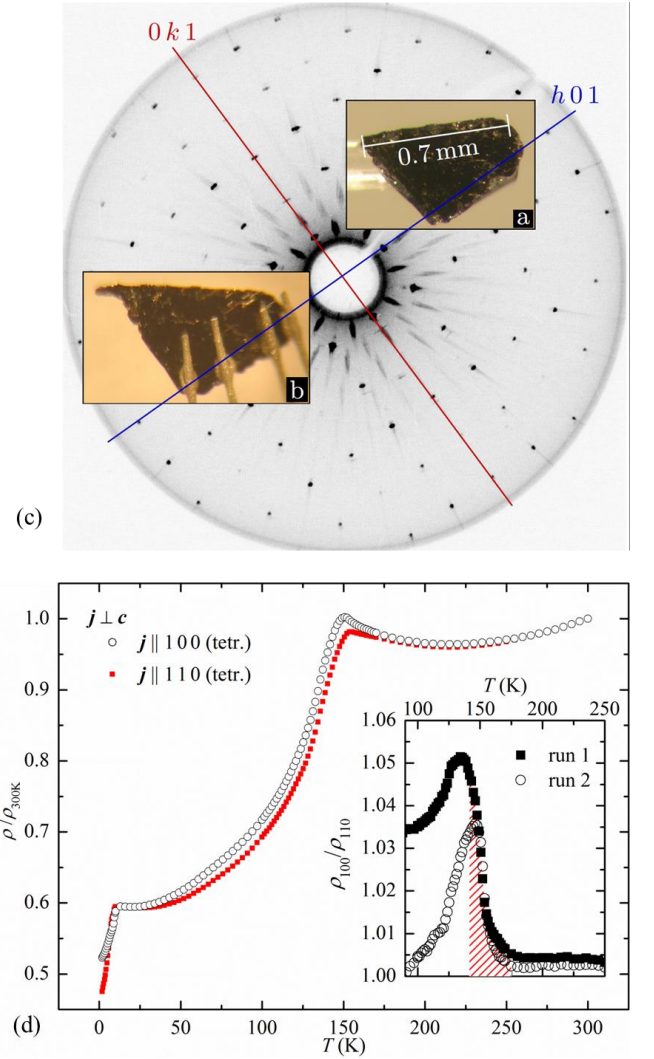 0 k 1
h 0 1
0.7 mm
a
b
(c)
j ⊥ c
j || 1 0 0 (tetr.)
j || 1 1 0 (tetr.)
ρ/ρ300K
1.0
0.9
0.8
0.7
0.6
0.5
0 50 100 150 200 250 300
T (K)
T (K)
100 150 200 250
run 1
run 2
ρ100/ρ110
1.06
1.05
1.04
1.03
1.02
1.01
1.00
(d)